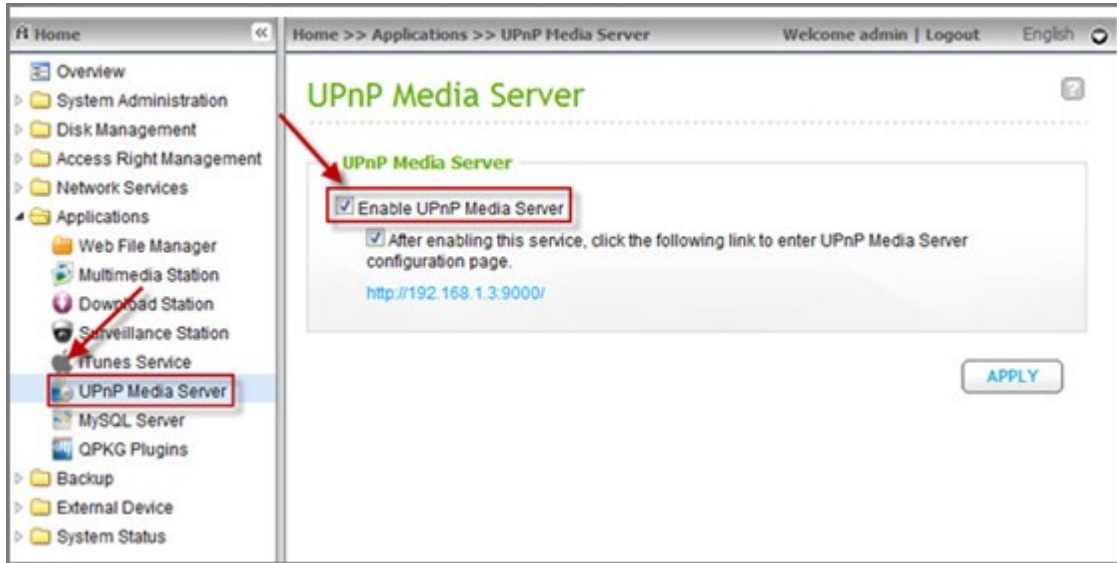 Home
Home >> Applications >> UPnP Media Server
Welcome admin | Logout
English
Overview
System Administration
Disk Management
Access Right Management
Network Services
Applications
Web File Manager
Multimedia Station
Download Station
Surveillance Station
iTunes Service
UPnP Media Server
MySQL Server
QPKG Plugins
Backup
External Device
System Status
UPnP Media Server
?
UPnP Media Server
Enable UPnP Media Server
After enabling this service, click the following link to enter UPnP Media Server
configuration page.
http://192.168.1.3:9000/
APPLY